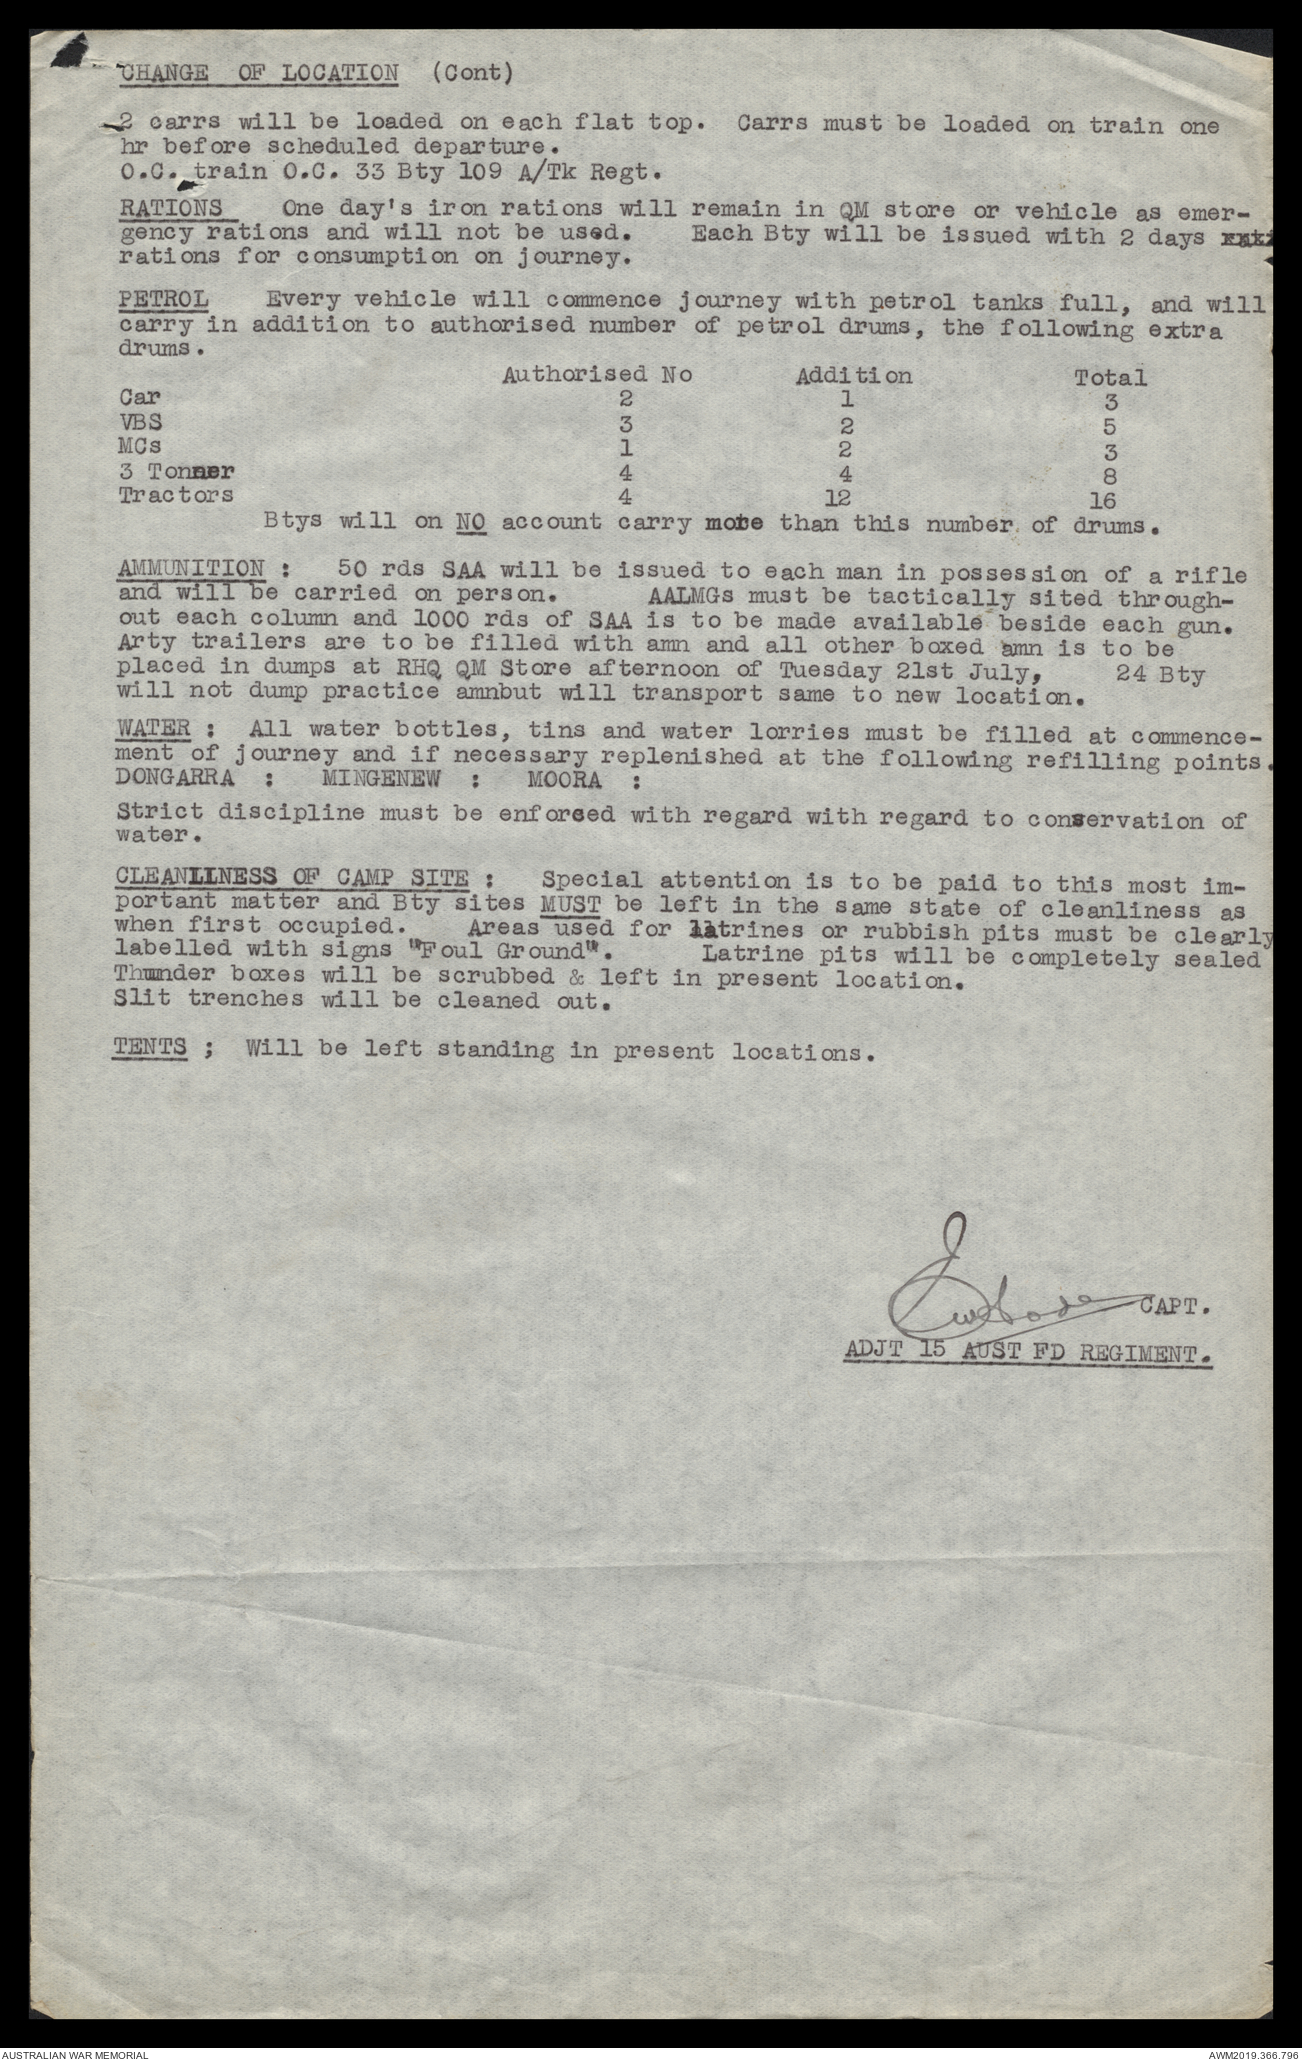 CHANGE OF LOCATION (Cont)
2 carrs will be loaded on each flat top. Carrs must be loaded on train one
hr before scheduled departure.
O.C. train O.C. 33 Bty 109 A/Tk Regt.
RATIONS One day's iron rations will remain in QM store or vehicle as emer-
gency rations and will not be used. Each Bty will be issued with 2 days
rations for consumption on journey.
PETROL Every vehicle will commence journey with petrol tanks full, and will
carry in addition to authorised number of petrol drums, the following extra
drums.
Authorised No Addition Total
Car 2 1 3
VBS 3 2 5
MCs 1 2 3
3 Tonner 4 4 8
Tractors 4 12 16
Btys will on NO account carry more than this number of drums.
AMMUNITION : 50 rds SAA will be issued to each man in possession of a rifle
and will be carried on person. AALMGs must be tactically sited through-
out each column and 1000 rds of SAA is to be made available beside each gun.
Arty trailers are to be filled with amn and all other boxed amn is to be
placed in dumps at RHQ QM Store afternoon of Tuesday 21st July, 24 Bty
will not dump practice amnbut will transport same to new location.
WATER : All water bottles, tins and water lorries must be filled at commence-
ment of journey and if necessary replenished at the following refilling points.
DONGARRA : MINGENEW : MOORA :
Strict discipline must be enforced with regard with regard to conservation of
water.
CLEANLINESS OF CAMP SITE : Special attention is to be paid to this most im-
portant matter and Bty sites MUST be left in the same state of cleanliness as
when first occupied. Areas used for latrines or rubbish pits must be clearly
labelled with signs "Foul Ground". Latrine pits will be completely sealed
Thunder boxes will be scrubbed & left in present location.
Slit trenches will be cleaned out.
TENTS ; Will be left standing in present locations.
CAPT.
ADJT 15 AUST FD REGIMENT.
AUSTRALIAN WAR MEMORIAL
AWM2019.366.796